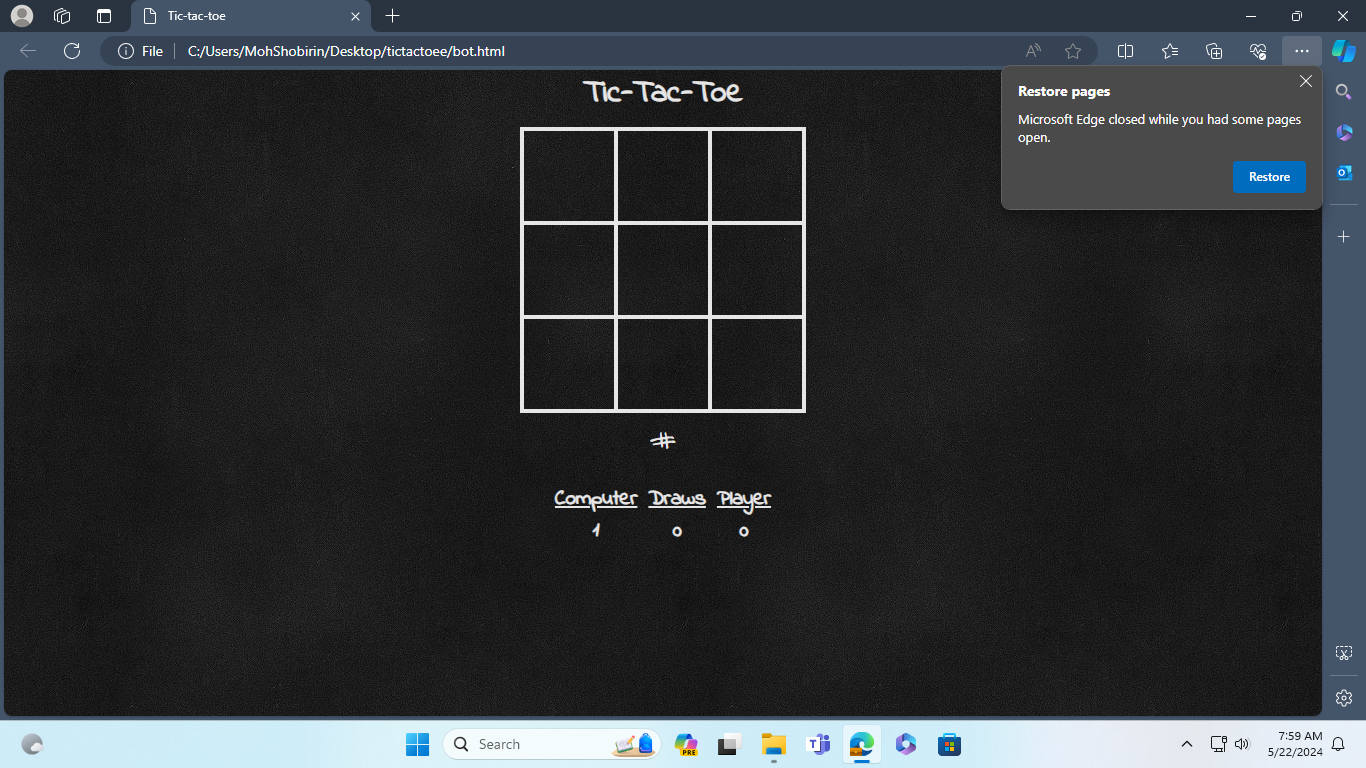 Tic-tac-toe
File
C:/Users/MohShobirin/Desktop/tictactoee/bot.html
Tic-Tac-Toe
Restore pages
Microsoft Edge closed while you had some pages
open.
Restore
#
Computer Draws Player
1 0 0
Search
PRE
7:59 AM
5/22/2024